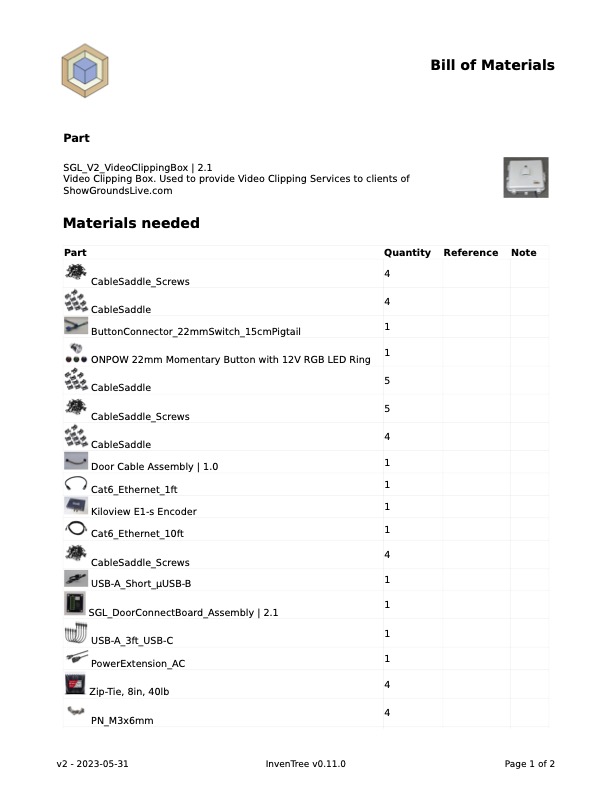 Bill of Materials
Part
SGL_V2_VideoClippingBox | 2.1
Video Clipping Box. Used to provide Video Clipping Services to clients of
ShowGroundsLive.com
Materials needed
Part Quantity Reference Note
CableSaddle_Screws 4
CableSaddle 4
ButtonConnector_22mmSwitch_15cmPigtail 1
ONPOW 22mm Momentary Button with 12V RGB LED Ring 1
CableSaddle 5
CableSaddle_Screws 5
CableSaddle 4
Door Cable Assembly | 1.0 1
Cat6_Ethernet_1ft 1
Kiloview E1-s Encoder 1
Cat6_Ethernet_10ft 1
CableSaddle_Screws 4
USB-A_Short_µUSB-B 1
SGL_DoorConnectBoard_Assembly | 2.1 1
USB-A_3ft_USB-C 1
PowerExtension_AC 1
Zip-Tie, 8in, 40lb 4
PN_M3x6mm 4
v2 - 2023-05-31 InvenTree v0.11.0 Page 1 of 2